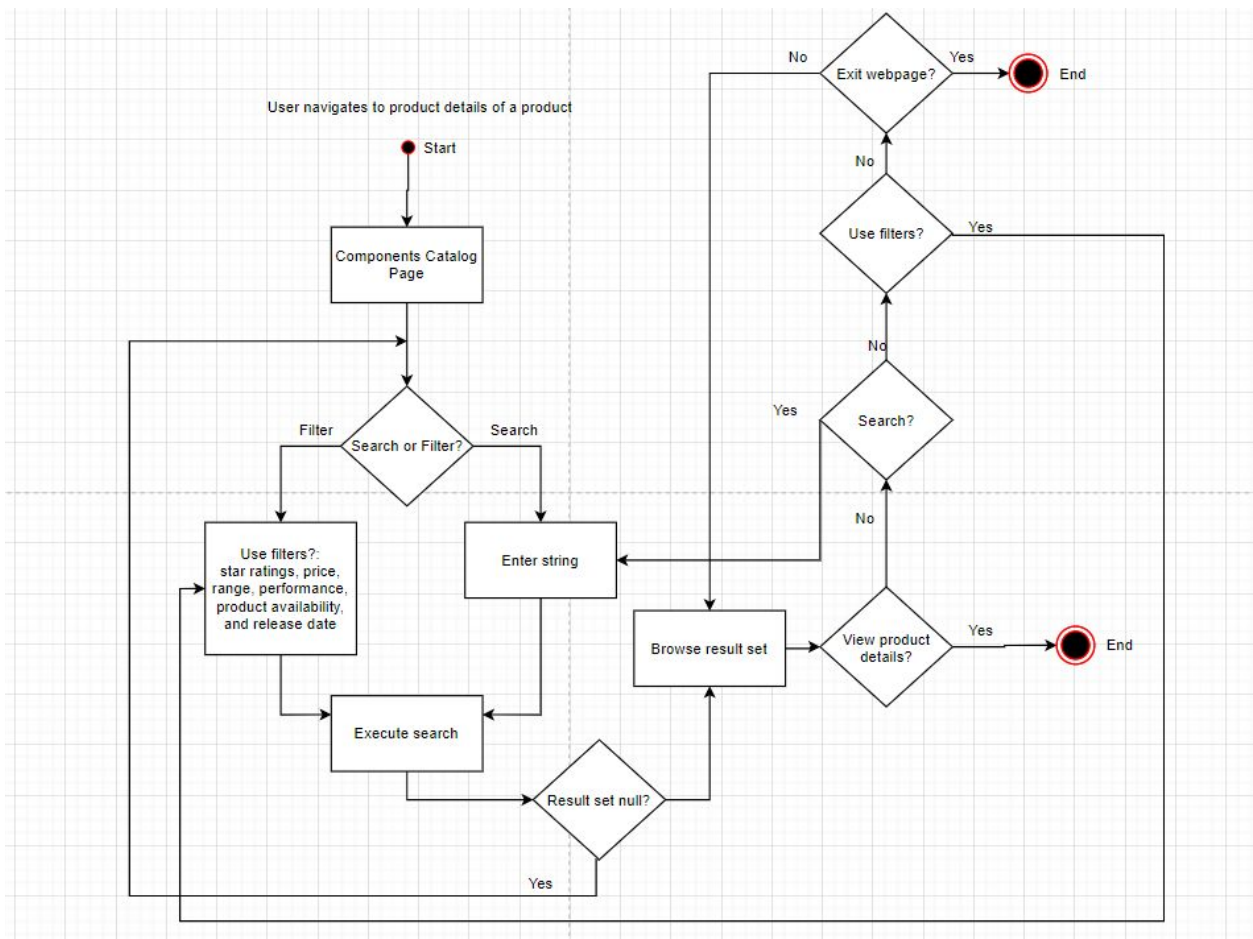 No
Exit webpage?
Yes
End
User navigates to product details of a product
Start
No
Use filters?
Yes
Components Catalog
Page
No
Filter
Search or Filter?
Search
Yes
Search?
No
Use filters?:
star ratings, price,
range, performance,
product availability,
and release date
Enter string
Browse result set
View product
details?
Yes
End
Execute search
Result set null?
Yes